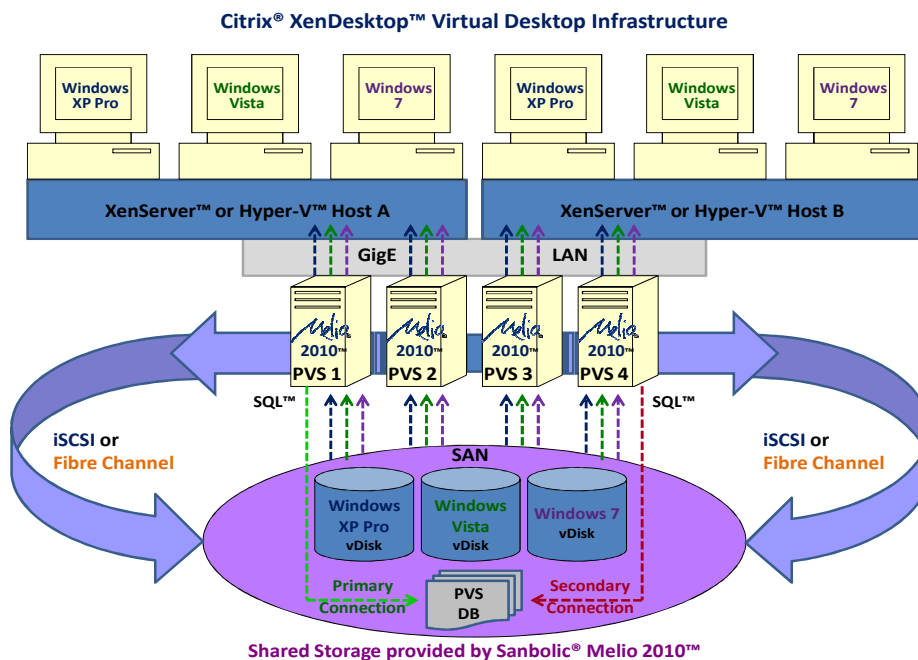 Citrix® XenDesktop™ Virtual Desktop Infrastructure
Windows
XP Pro
Windows
Vista
Windows
7
Windows
XP Pro
Windows
Vista
Windows
7
XenServer™ or Hyper-V™ Host A
XenServer™ or Hyper-V™ Host B
GigE
LAN
Melio
2010™
PVS 1
Melio
2010™
PVS 2
Melio
2010™
PVS 3
Melio
2010™
PVS 4
SQL™
SQL™
iSCSI or
Fibre Channel
iSCSI or
Fibre Channel
SAN
Windows
XP Pro
vDisk
Windows
Vista
vDisk
Windows 7
vDisk
Primary
Connection
PVS
DB
Secondary
Connection
Shared Storage provided by Sanbolic® Melio 2010™